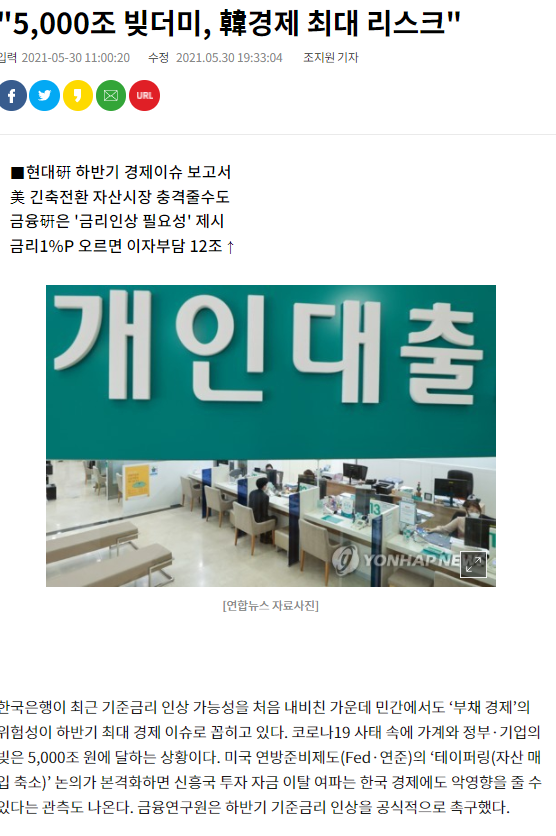 "5,000조 빚더미, 韓경제 최대 리스크"
입력 2021-05-30 11:00:20 수정 2021.05.30 19:33:04 조지원 기자
URL
■현대硏 하반기 경제이슈 보고서
美 긴축전환 자산시장 충격줄수도
금융硏은 '금리인상 필요성' 제시
금리1%P 오르면 이자부담 12조↑
개인대출
13
YONHAPNEWS
[연합뉴스 자료사진]
한국은행이 최근 기준금리 인상 가능성을 처음 내비친 가운데 민간에서도 ‘부채 경제’의
위험성이 하반기 최대 경제 이슈로 꼽히고 있다. 코로나19 사태 속에 가계와 정부·기업의
빚은 5,000조 원에 달하는 상황이다. 미국 연방준비제도(Fed·연준)의 ‘테이퍼링(자산 매
입 축소)’ 논의가 본격화하면 신흥국 투자 자금 이탈 여파는 한국 경제에도 악영향을 줄 수
있다는 관측도 나온다. 금융연구원은 하반기 기준금리 인상을 공식적으로 촉구했다.